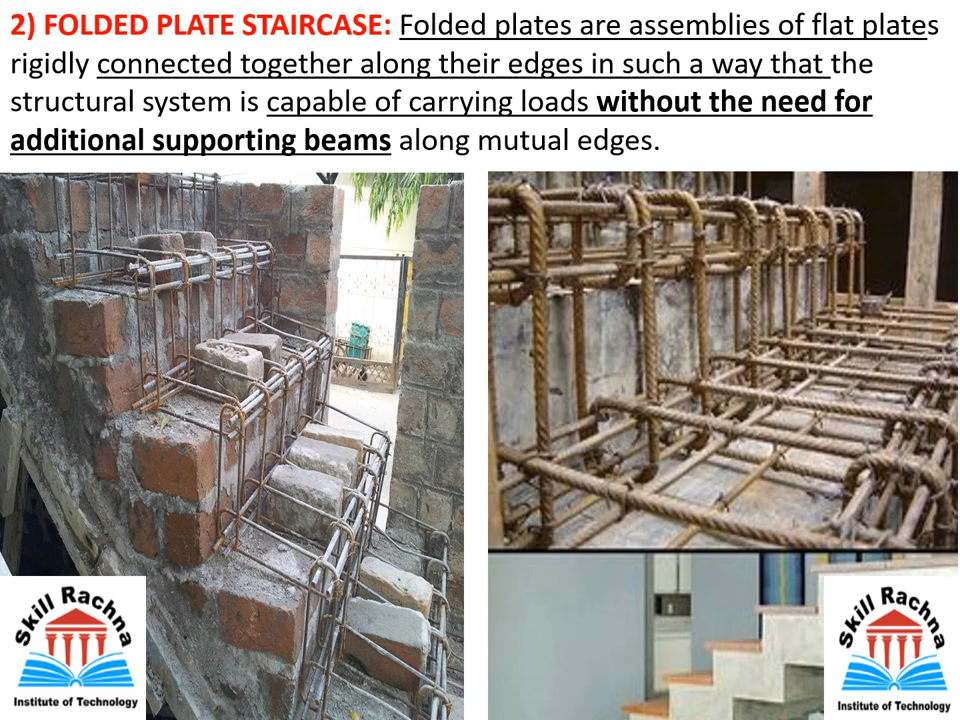 2) FOLDED PLATE STAIRCASE: Folded plates are assemblies of flat plates
rigidly connected together along their edges in such a way that the
structural system is capable of carrying loads without the need for
additional supporting beams along mutual edges.
Skill Rachna
Institute of Technology
Skill Rachna
Institute of Technology